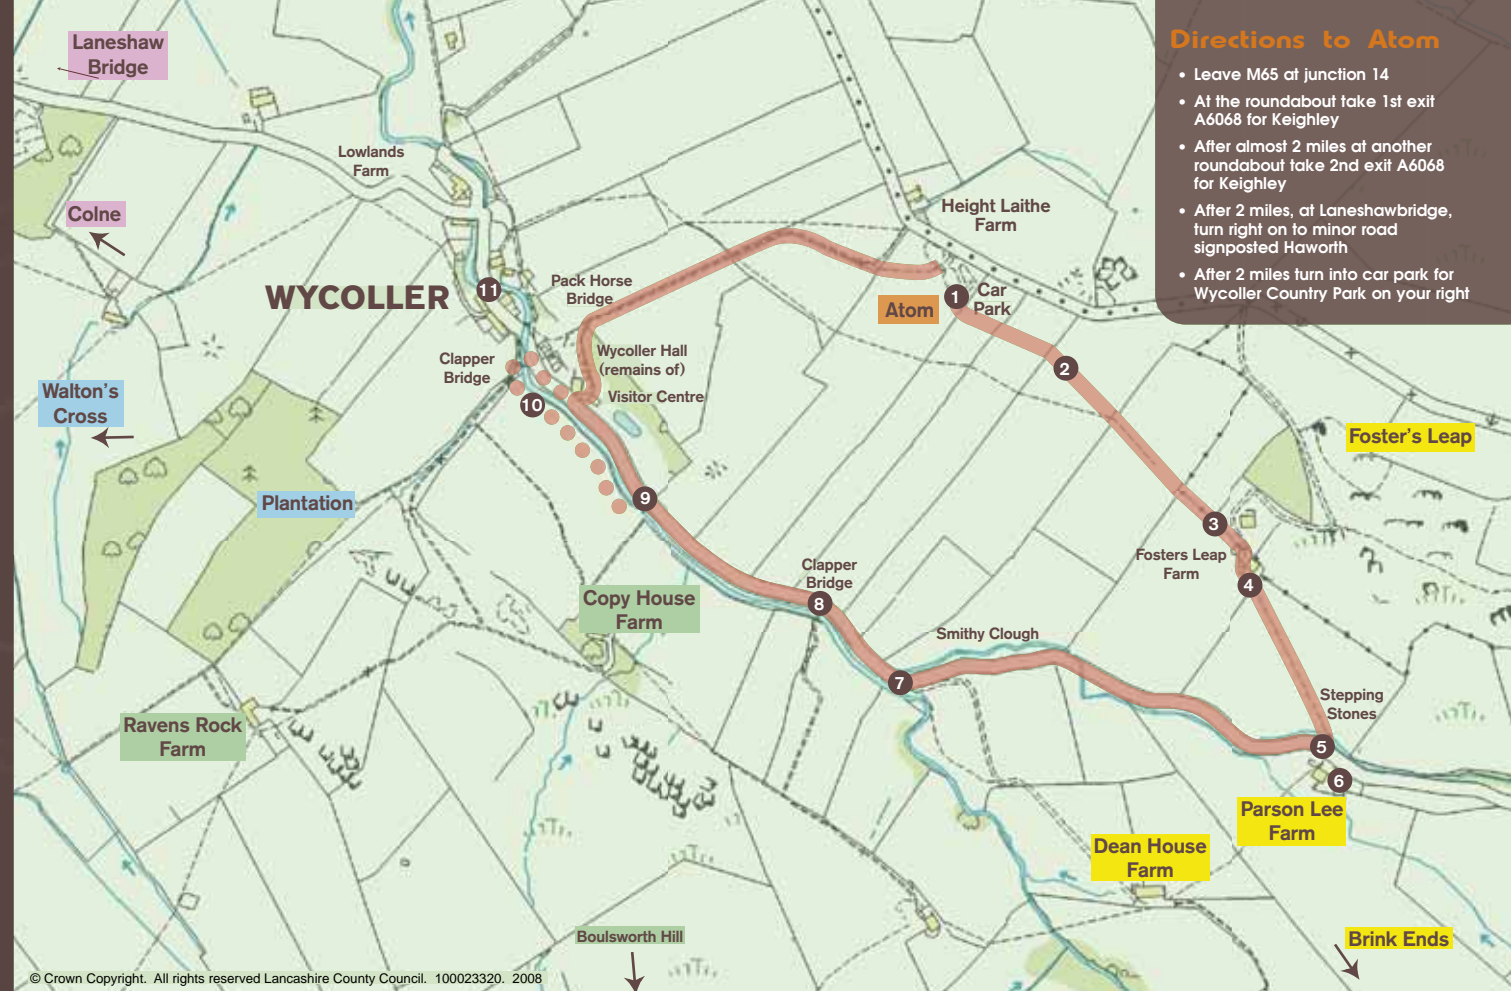 Laneshaw
Bridge
Directions to Atom
• Leave M65 at junction 14
• At the roundabout take 1st exit
A6068 for Keighley
• After almost 2 miles at another
roundabout take 2nd exit A6068
for Keighley
• After 2 miles, at Laneshawbridge,
turn right on to minor road
signposted Haworth
• After 2 miles turn into car park for
Wycoller Country Park on your right
Lowlands
Farm
Colne
Height Laithe
Farm
Pack Horse
Bridge
WYCOLLER
11
1
Car
Park
Atom
Clapper
Bridge
Wycoller Hall
(remains of)
Visitor Centre
2
Walton's
Cross
10
Foster's Leap
Plantation
9
3
Fosters Leap
Farm
4
Clapper
Bridge
8
Copy House
Farm
Smithy Clough
7
Stepping
Stones
5
6
Ravens Rock
Farm
Parson Lee
Farm
Dean House
Farm
Boulsworth Hill
Brink Ends
© Crown Copyright. All rights reserved Lancashire County Council. 100023320. 2008